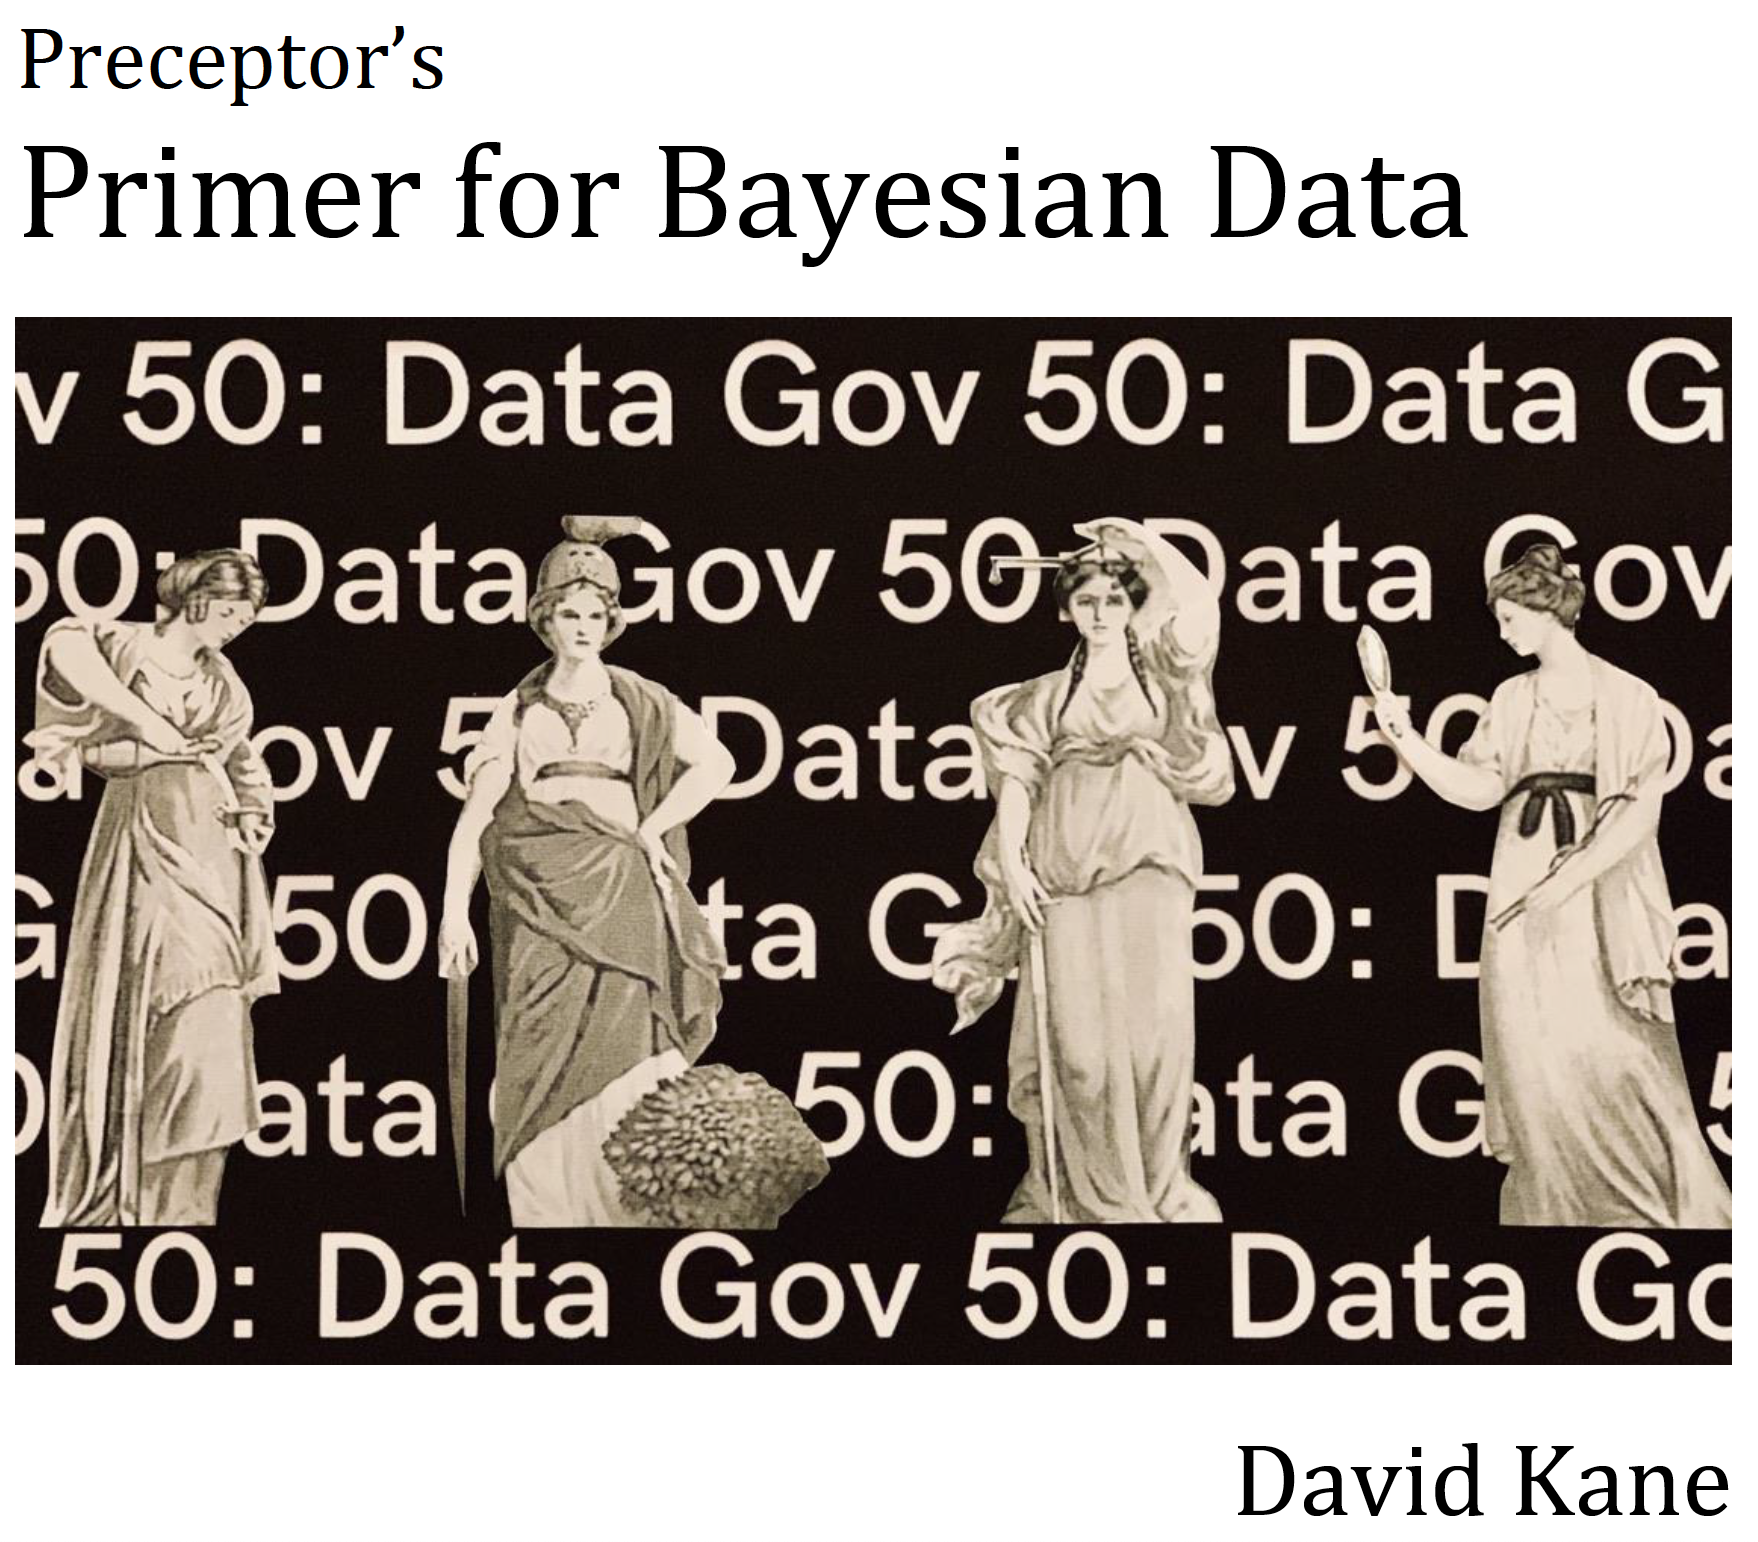 Preceptor’s
Primer for Bayesian Data
v 50: Data Gov 50: Data G
50: Data Gov 50: Data Gov
a ov 5 Data v 50 Da
G 50 ta G 50: D a
D ata 50: ata G 5
50: Data Gov 50: Data Go
David Kane